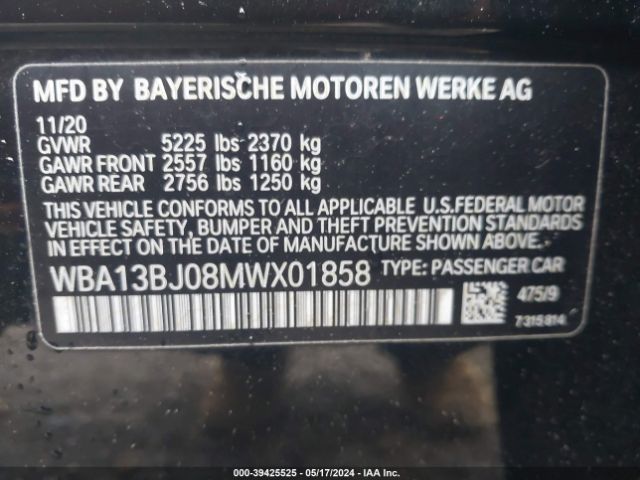 MFD BY BAYERISCHE MOTOREN WERKE AG
11/20
GVWR 5225 lbs 2370 kg
GAWR FRONT 2557 lbs 1160 kg
GAWR REAR 2756 lbs 1250 kg
THIS VEHICLE CONFORMS TO ALL APPLICABLE U.S.FEDERAL MOTOR
VEHICLE SAFETY, BUMPER AND THEFT PREVENTION STANDARDS
IN EFFECT ON THE DATE OF MANUFACTURE SHOWN ABOVE.
WBA13BJ08MWX01858 TYPE: PASSENGER CAR
475/9
7315814
000-39425525 - 05/17/2024 - IAA Inc.